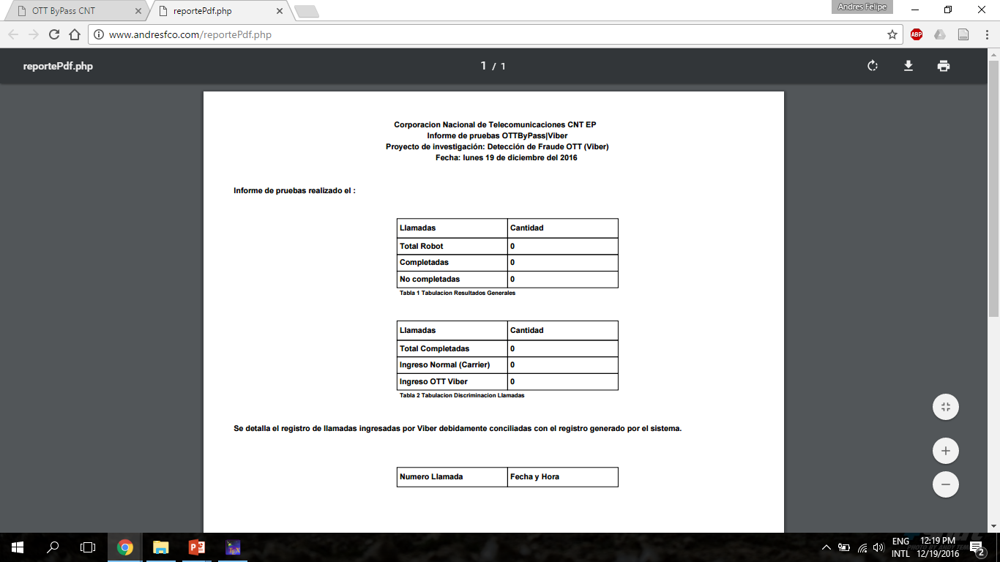 OTT ByPass CNT
reportePdf.php
Andres Felipe
www.andresfco.com/reportePdf.php
ABP
reportePdf.php
1 / 1
Corporacion Nacional de Telecomunicaciones CNT EP
Informe de pruebas OTTByPass|Viber
Proyecto de investigación: Detección de Fraude OTT (Viber)
Fecha: lunes 19 de diciembre del 2016
Informe de pruebas realizado el :
Llamadas Cantidad
Total Robot 0
Completadas 0
No completadas 0
Tabla 1 Tabulacion Resultados Generales
Llamadas Cantidad
Total Completadas 0
Ingreso Normal (Carrier) 0
Ingreso OTT Viber 0
Tabla 2 Tabulacion Discriminacion Llamadas
Se detalla el registro de llamadas ingresadas por Viber debidamente conciliadas con el registro generado por el sistema.
Numero Llamada Fecha y Hora
ENG 12:19 PM
INTL 12/19/2016
2